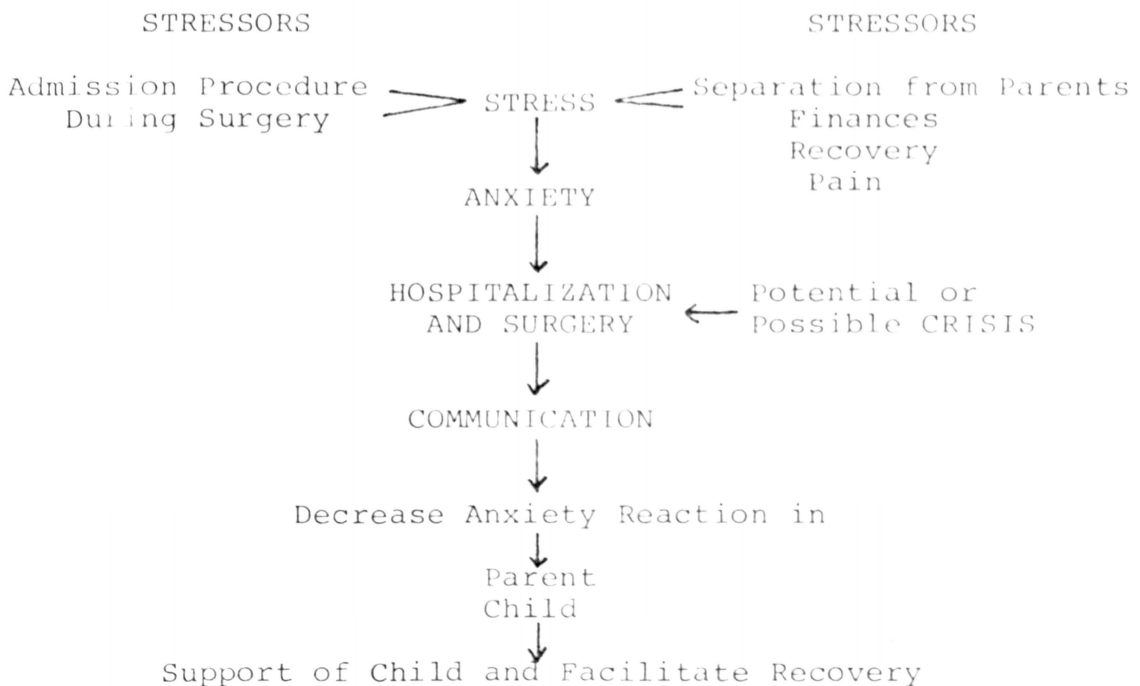 STRESSORS STRESSORS
Admission Procedure Separation from Parents
During Surgery STRESS Finances
Recovery
Pain
ANXIETY
HOSPITALIZATION Potential or
AND SURGERY Possible CRISIS
COMMUNICATION
Decrease Anxiety Reaction in
Parent
Child
Support of Child and Facilitate Recovery